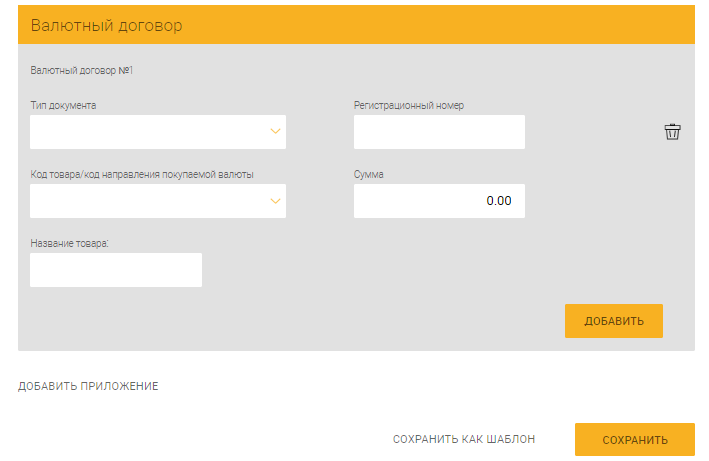 Валютный договор
Валютный договор №1
Тип документа
Регистрационный номер
Код товара/код направления покупаемой валюты
Сумма
0.00
Название товара:
ДОБАВИТЬ
ДОБАВИТЬ ПРИЛОЖЕНИЕ
СОХРАНИТЬ КАК ШАБЛОН
СОХРАНИТЬ